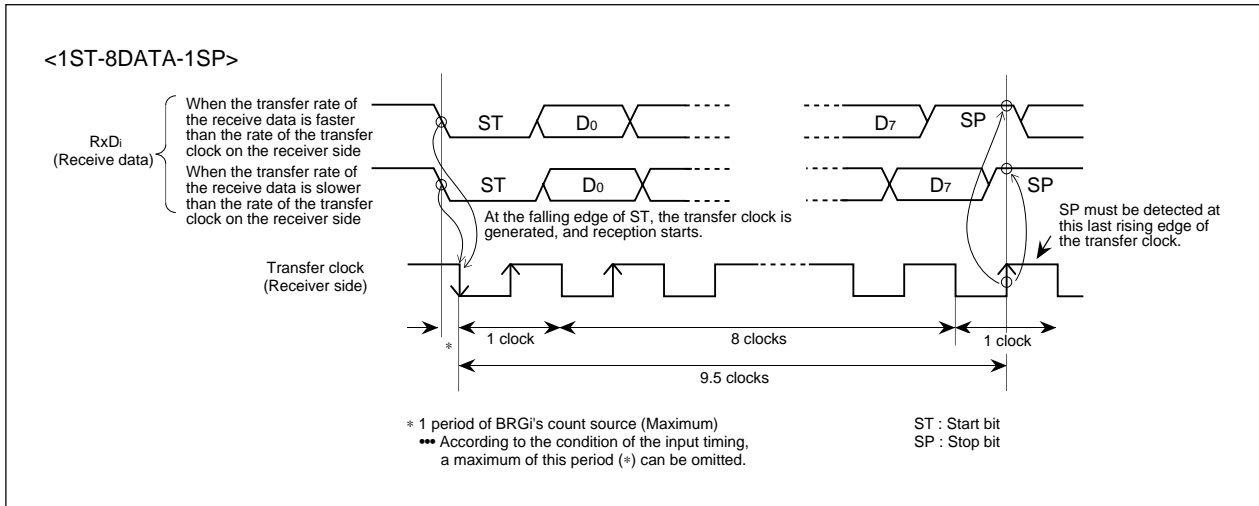 <1ST-8DATA-1SP>
RxDi
(Receive data)
When the transfer rate of
the receive data is faster
than the rate of the transfer
clock on the receiver side
ST
D0
D7
SP
When the transfer rate of
the receive data is slower
than the rate of the transfer
clock on the receiver side
ST
D0
D7
SP
At the falling edge of ST, the transfer clock is
generated, and reception starts.
SP must be detected at
this last rising edge of
the transfer clock.
Transfer clock
(Receiver side)
*
1 clock
8 clocks
1 clock
9.5 clocks
* 1 period of BRGi's count source (Maximum)
••• According to the condition of the input timing,
a maximum of this period (*) can be omitted.
ST : Start bit
SP : Stop bit